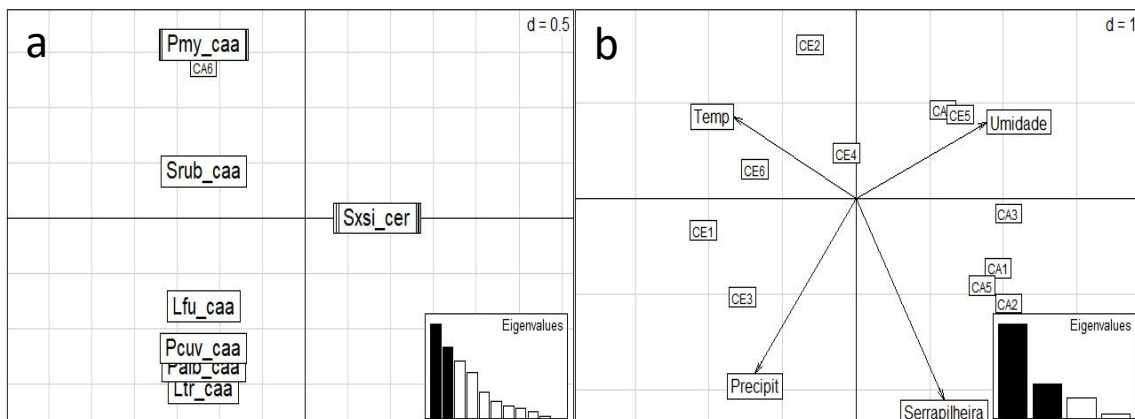 a
d = 0.5
Pmy_caa
CA6
Srub_caa
Sxsi_cer
Lfu_caa
Pcuv_caa
Palb_caa
Ltr_caa
Eigenvalues
b
d = 1
CE2
Temp
CA
CE5
Umidade
CE4
CE6
CA3
CE1
CA1
CA5
CE3
CA2
Eigenvalues
Precipit
Serrapilheira